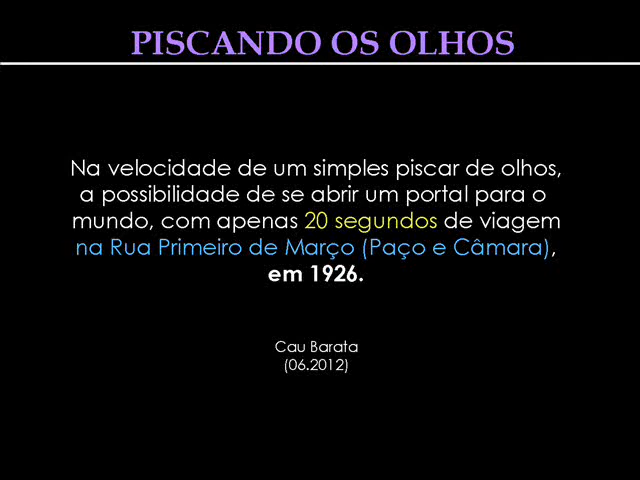 PISCANDO OS OLHOS
Na velocidade de um simples piscar de olhos,
a possibilidade de se abrir um portal para o
mundo, com apenas 20 segundos de viagem
na Rua Primeiro de Março (Paço e Câmara),
em 1926.
Cau Barata
(06.2012)